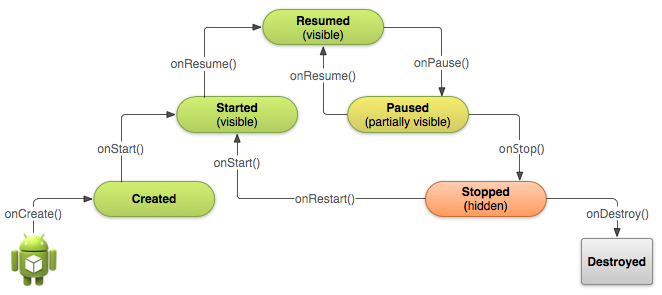 Resumed
(visible)
onResume()
onResume()
onPause()
Started
(visible)
Paused
(partially visible)
onStart()
onStart()
onStop()
Created
onRestart()
Stopped
(hidden)
onCreate()
onDestroy()
Destroyed